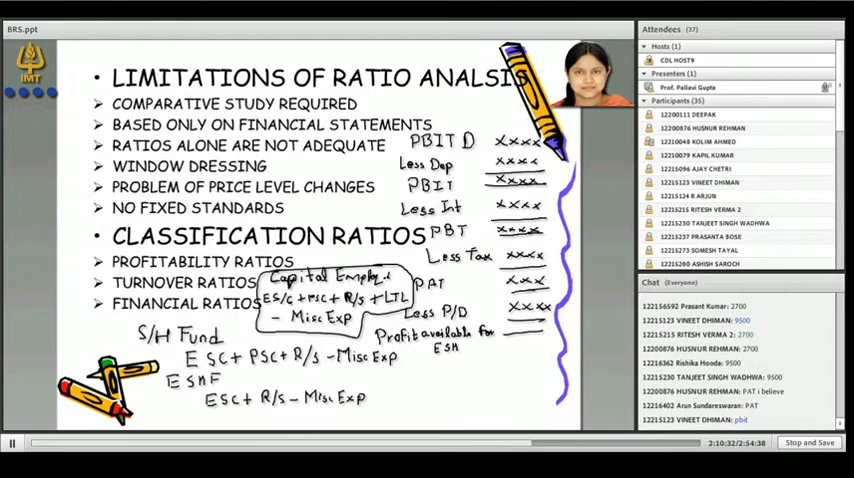 BRS.ppt
IMT
• LIMITATIONS OF RATIO ANALSIS
➢ COMPARATIVE STUDY REQUIRED
➢ BASED ONLY ON FINANCIAL STATEMENTS
➢ RATIOS ALONE ARE NOT ADEQUATE
➢ WINDOW DRESSING
➢ PROBLEM OF PRICE LEVEL CHANGES
➢ NO FIXED STANDARDS
• CLASSIFICATION RATIOS
➢ PROFITABILITY RATIOS
➢ TURNOVER RATIOS
➢ FINANCIAL RATIOS
PBIT D xxxx
Less Dep xxxx
PBIT xxxx
Less Int xxxx
PBT xxxx
Less Tax xxxx
PAT xxx
Less P/D xxxx
Profit available for
ESH
Capital Employ
ES/C + PSC + R/S + LTL
- Misc Exp
S/H Fund
ESC + PSC + R/S - Misc Exp
ESHF
ESC + R/S - Misc Exp
Attendees (37)
Hosts (1)
CDL HOST9
Presenters (1)
Prof. Pallavi Gupta
Participants (35)
12200111 DEEPAK
12200876 HUSNUR REHMAN
12210048 KOLIM AHMED
12210079 KAPIL KUMAR
12215096 AJAY CHETRI
12215123 VINEET DHIMAN
12215124 R ARJUN
12215215 RITESH VERMA 2
12215230 TANJEET SINGH WADHWA
12215237 PRASANTA BOSE
12215273 SOMESH TAYAL
12215280 ASHISH SAROCH
Chat (Everyone)
122156592 Prasant Kumar: 2700
12215123 VINEET DHIMAN: 9500
12215215 RITESH VERMA 2: 2700
12200876 HUSNUR REHMAN: 2700
12216361 Rishika Hooda: 9500
12215230 TANJEET SINGH WADHWA: 9500
12200876 HUSNUR REHMAN: PAT i believe
12216402 Arun Sundareswaran: PAT
12215123 VINEET DHIMAN: pbit
2:10:32/2:54:38
Stop and Save